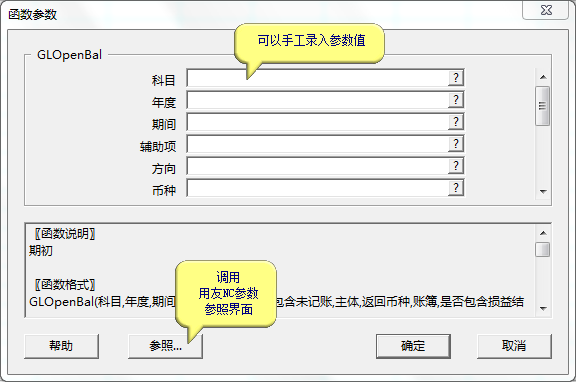 函数参数
可以手工录入参数值
GLOpenBal
科目
?
年度
?
期间
?
辅助项
?
方向
?
币种
?
〖函数说明〗
期初
〖函数格式〗
GLOpenBal(科目,年度,期间
包含未记账,主体,返回币种,账簿,是否包含损益结
调用
用友NC参数
参照界面
帮助
参照...
确定
取消